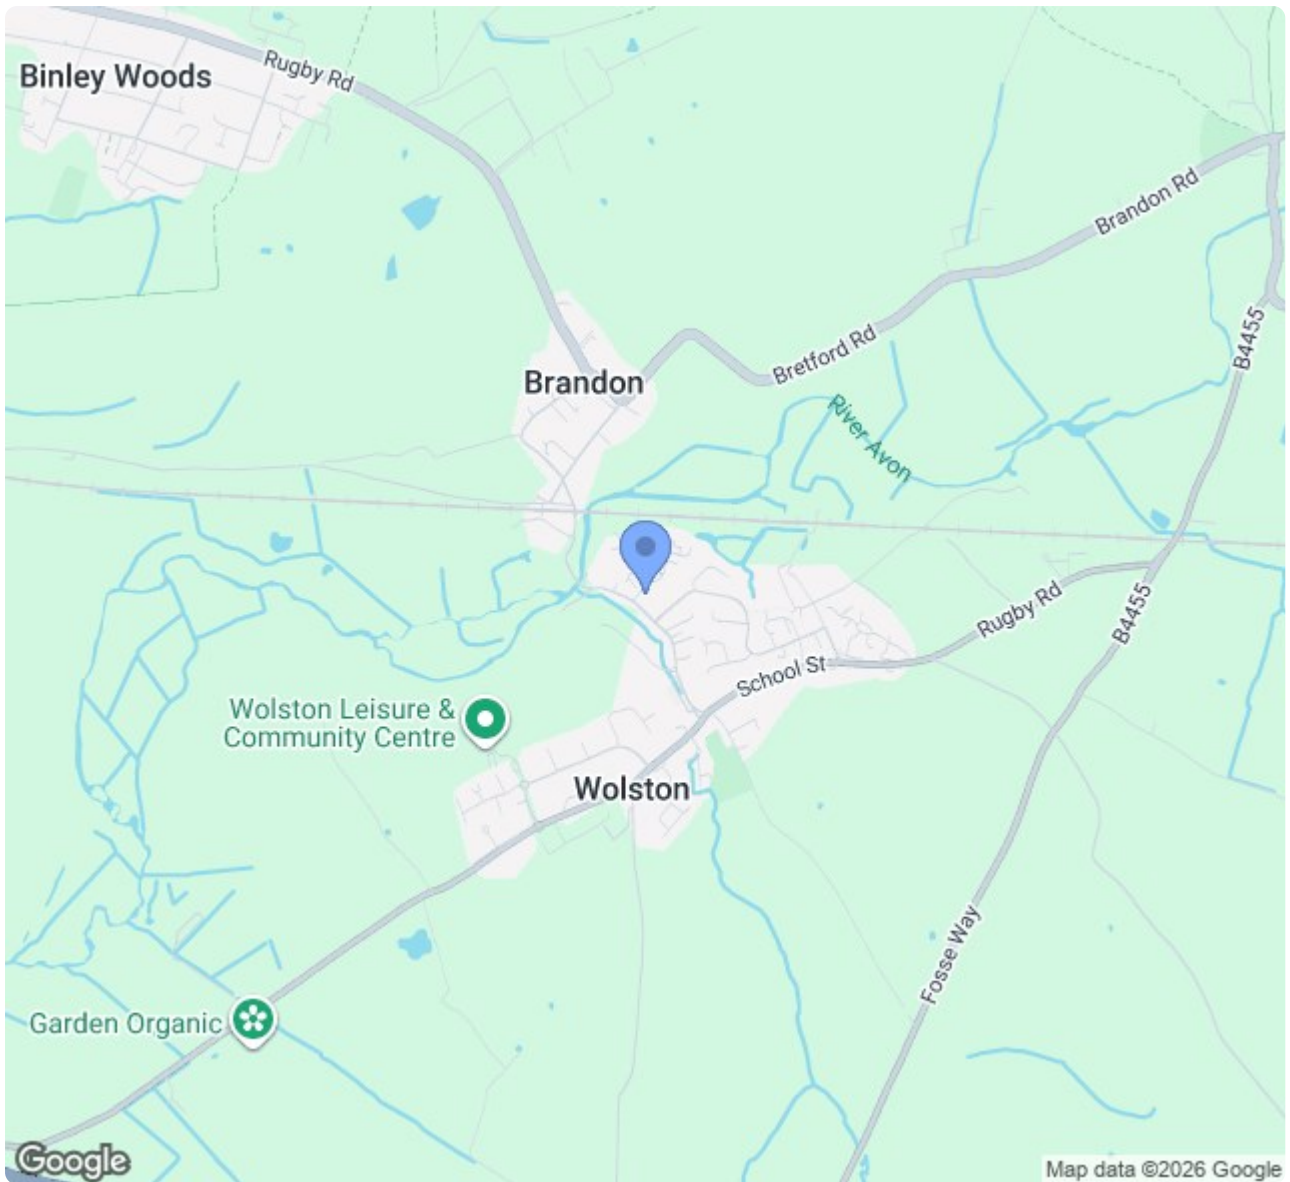 Binley Woods
Rugby Rd
Brandon Rd
B4455
Bretford Rd
Brandon
River Avon
Rugby Rd
B4455
School St
Wolston Leisure &
Community Centre
Wolston
Fosse Way
Garden Organic
Google
Map data ©2026 Google